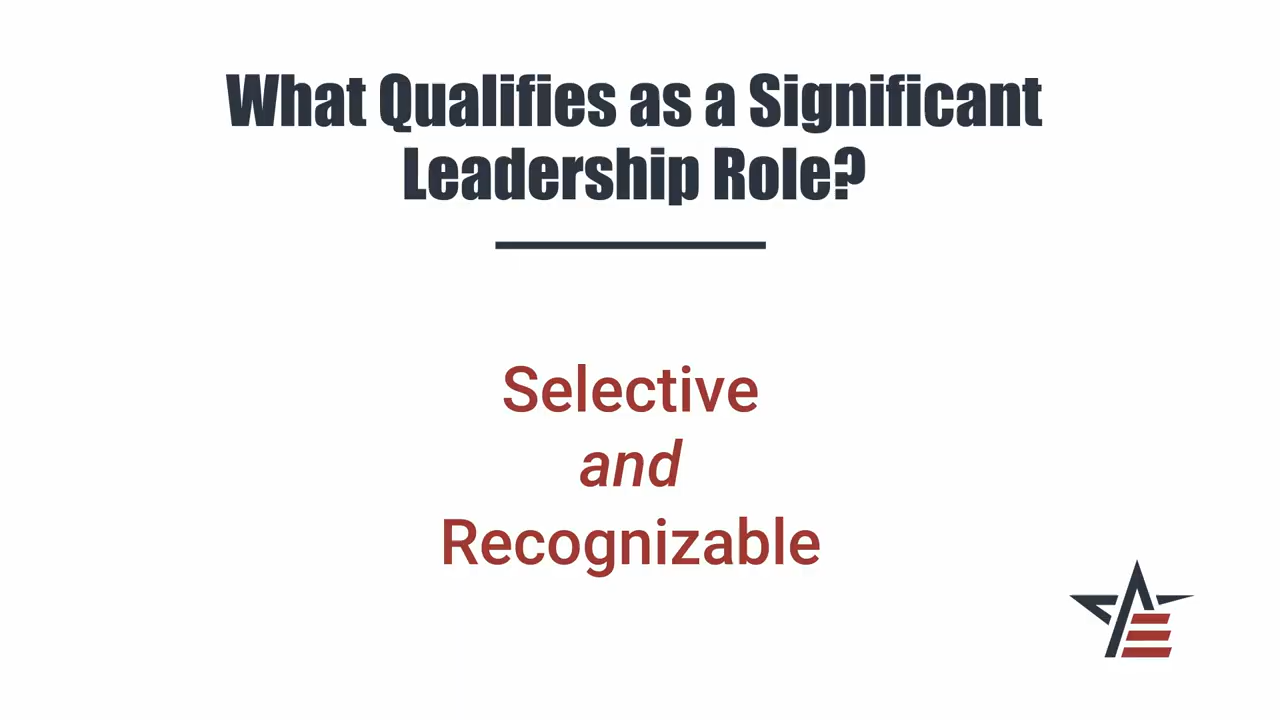 What Qualifies as a Significant
Leadership Role?
Selective
and
Recognizable